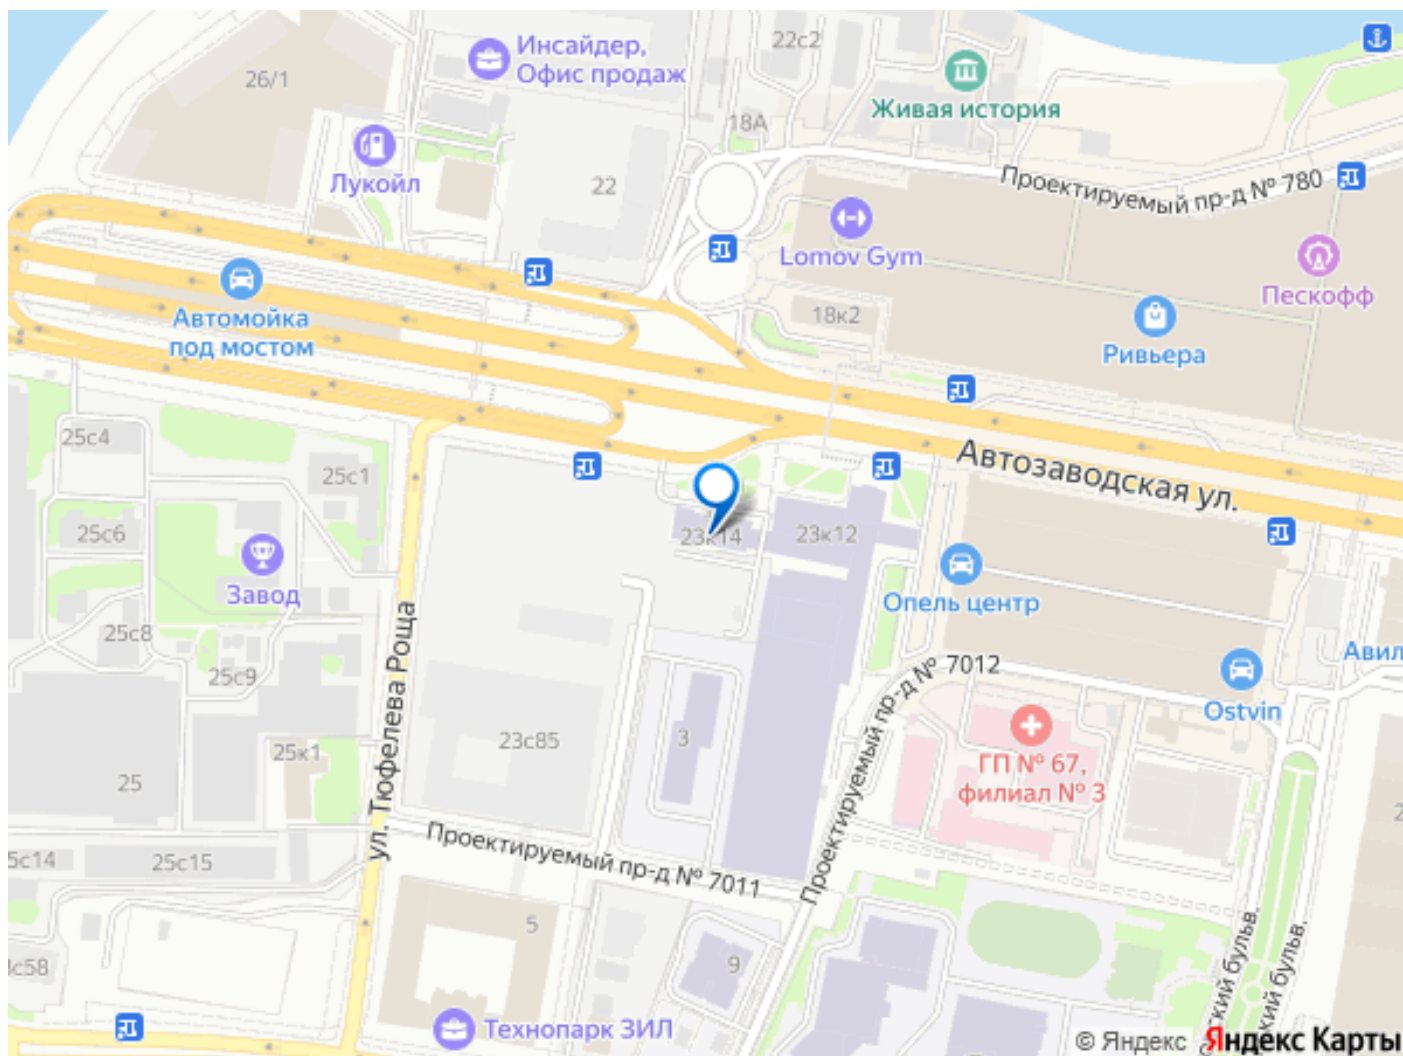 22с2
Инсайдер,
Офис продаж
26/1
Живая история
18А
Лукойл
22
Проектируемый пр-д № 780
Lomov Gym
Пескофф
Автомойка
под мостом
18к2
Ривьера
25с4
25с1
Автозаводская ул.
25с6
23к14
23к12
Завод
Опель центр
25с8
ул. Тюфелева Роща
Проектируемый пр-д № 7012
25с9
Ostvin
23с85
3
25к1
25
ГП № 67,
филиал № 3
Проектируемый пр-д № 7011
25с15
5
9
Технопарк ЗИЛ
© Яндекс
Яндекс Карты